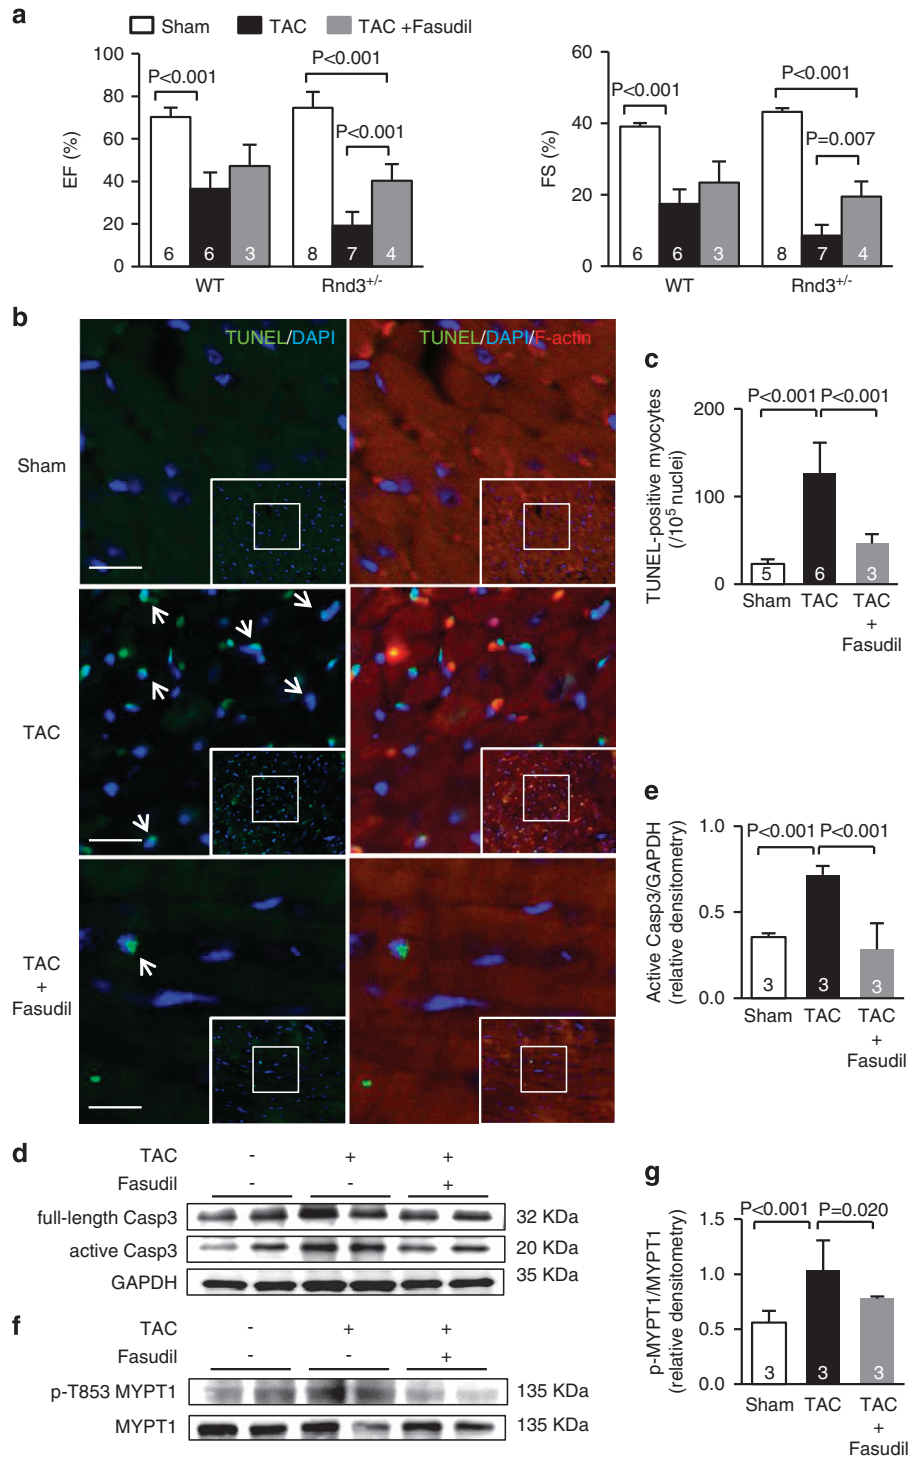 a
Sham TAC TAC +Fasudil
EF (%)
100
80
60
40
20
0
P<0.001
P<0.001
P<0.001
6 6 3 8 7 4
WT Rnd3+/-
FS (%)
60
40
20
0
P<0.001
P<0.001
P=0.007
6 6 3 8 7 4
WT Rnd3+/-
b
TUNEL/DAPI
TUNEL/DAPI/F-actin
Sham
TAC
TAC
+
Fasudil
c
TUNEL-positive myocytes
(/10⁵ nuclei)
P<0.001 P<0.001
200
100
0
5 6 3
Sham TAC TAC
+
Fasudil
e
Active Casp3/GAPDH
(relative densitometry)
1.0
P<0.001 P<0.001
0.5
0.0
3 3 3
Sham TAC TAC
+
Fasudil
d
TAC - + +
Fasudil - - +
full-length Casp3 32 KDa
active Casp3 20 KDa
GAPDH 35 KDa
f
TAC - + +
Fasudil - - +
p-T853 MYPT1 135 KDa
MYPT1 135 KDa
g
p-MYPT1/MYPT1
(relative densitometry)
P<0.001 P=0.020
1.5
1.0
0.5
0.0
3 3 3
Sham TAC TAC
+
Fasudil